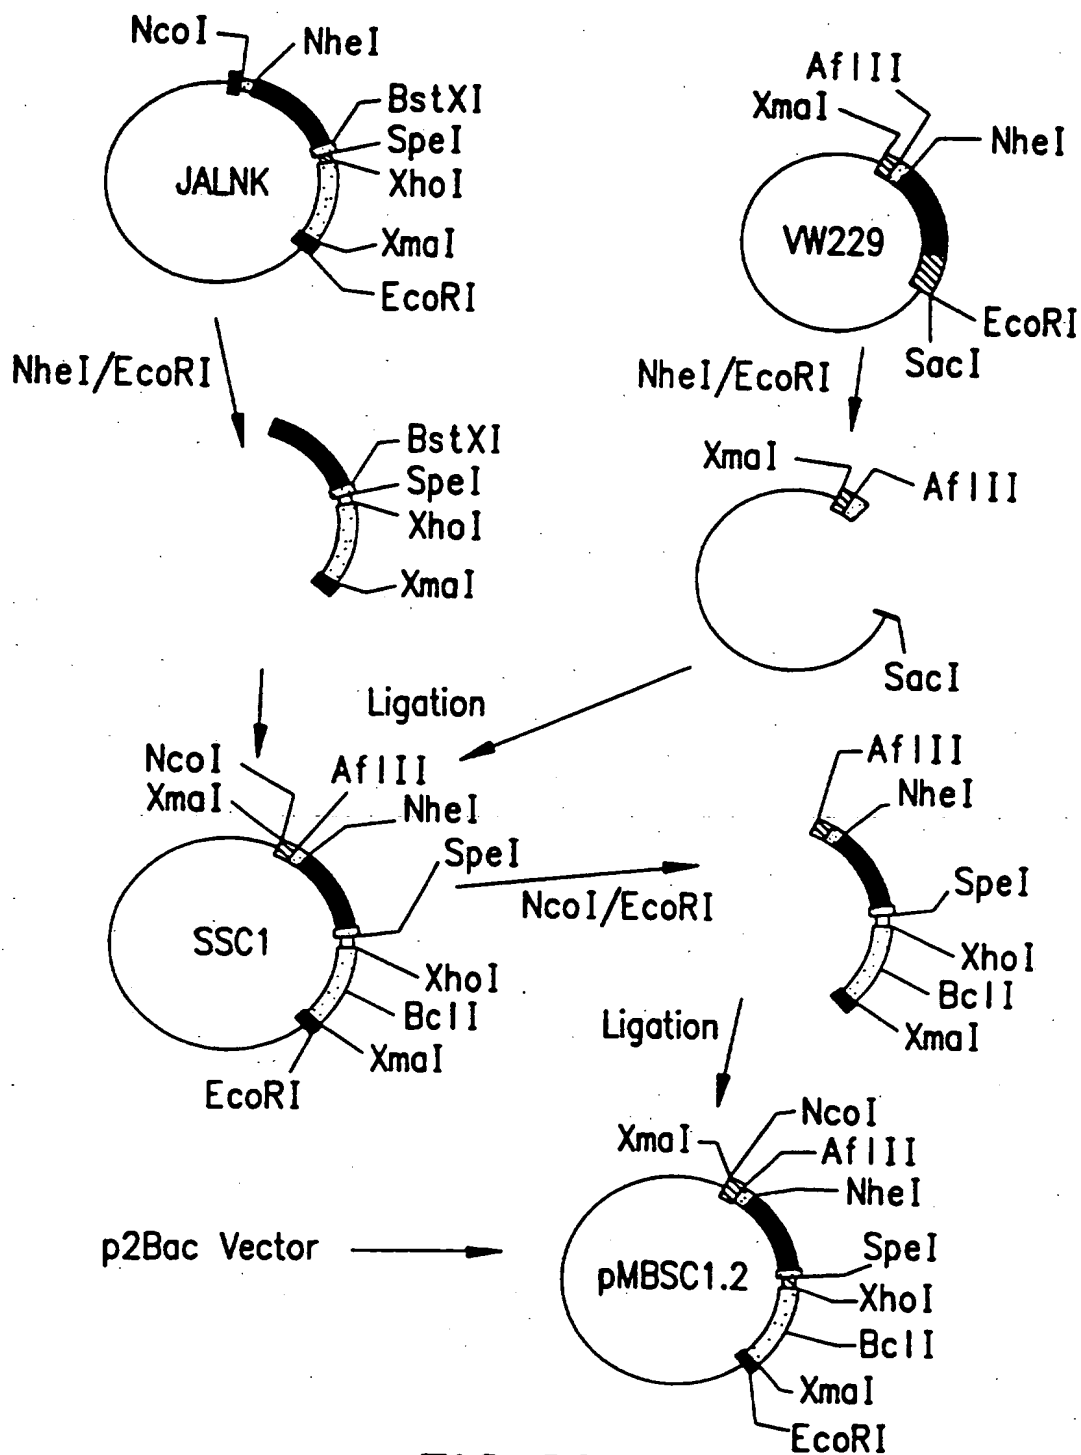 NcoI
NheI
BstXI
SpeI
XhoI
JALNK
XmaI
EcoRI
AflII
XmaI
NheI
VW229
EcoRI
SacI
NheI/EcoRI
BstXI
SpeI
XhoI
XmaI
NheI/EcoRI
XmaI
AflII
SacI
Ligation
NcoI
XmaI
AflII
NheI
SpeI
SSC1
XhoI
BclI
XmaI
EcoRI
NcoI/EcoRI
AflII
NheI
SpeI
XhoI
BclI
XmaI
Ligation
NcoI
XmaI
AflII
NheI
p2Bac Vector
SpeI
pMBSC1.2
XhoI
BclI
XmaI
EcoRI